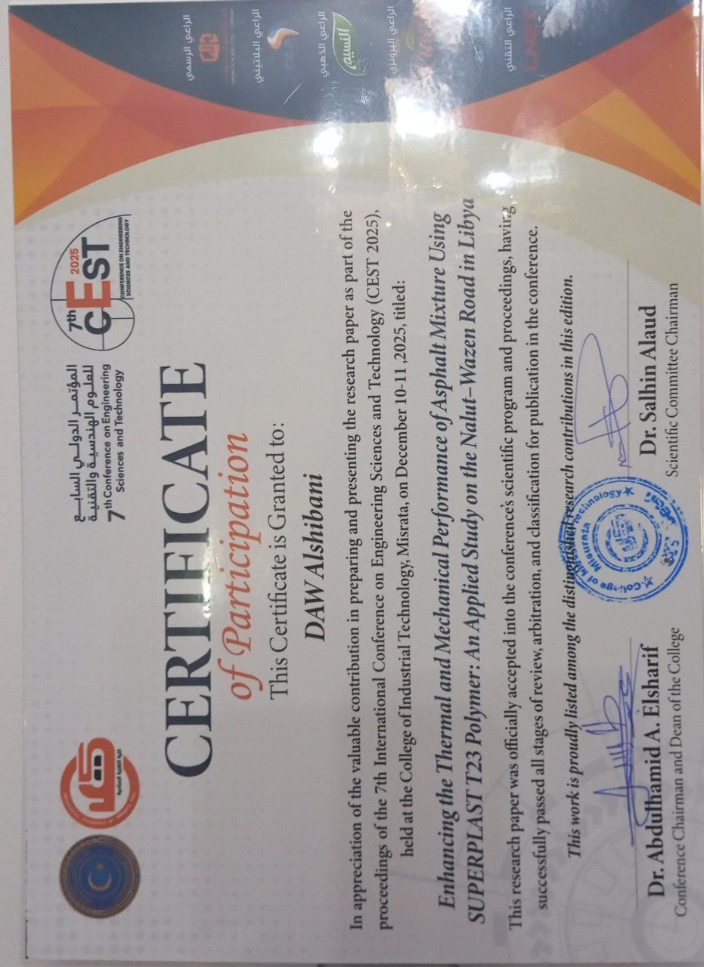 المؤتمر الدولي السابع
للعلوم الهندسية والتقنية
7th Conference on Engineering
Sciences and Technology
7th
2025
CEST
CONFERENCE ON ENGINEERING
SCIENCES AND TECHNOLOGY
CERTIFICATE
of Participation
This Certificate is Granted to:
DAW Alshibani
In appreciation of the valuable contribution in preparing and presenting the research paper as part of the
proceedings of the 7th International Conference on Engineering Sciences and Technology (CEST 2025),
held at the College of Industrial Technology, Misrata, on December 10-11 ,2025, titled:
Enhancing the Thermal and Mechanical Performance of Asphalt Mixture Using
SUPERPLAST T23 Polymer: An Applied Study on the Nalut–Wazen Road in Libya
This research paper was officially accepted into the conference's scientific program and proceedings, having
successfully passed all stages of review, arbitration, and classification for publication in the conference.
This work is proudly listed among the distinguished research contributions in this edition.
Dr. Abdulhamid A. Elsharif
Conference Chairman and Dean of the College
Dr. Salhin Alaud
Scientific Committee Chairman
الراعي الرسمي
الراعي البلاتيني
الراعي الذهبي
النسيم
الراعي البرونزي
الراعي التقني